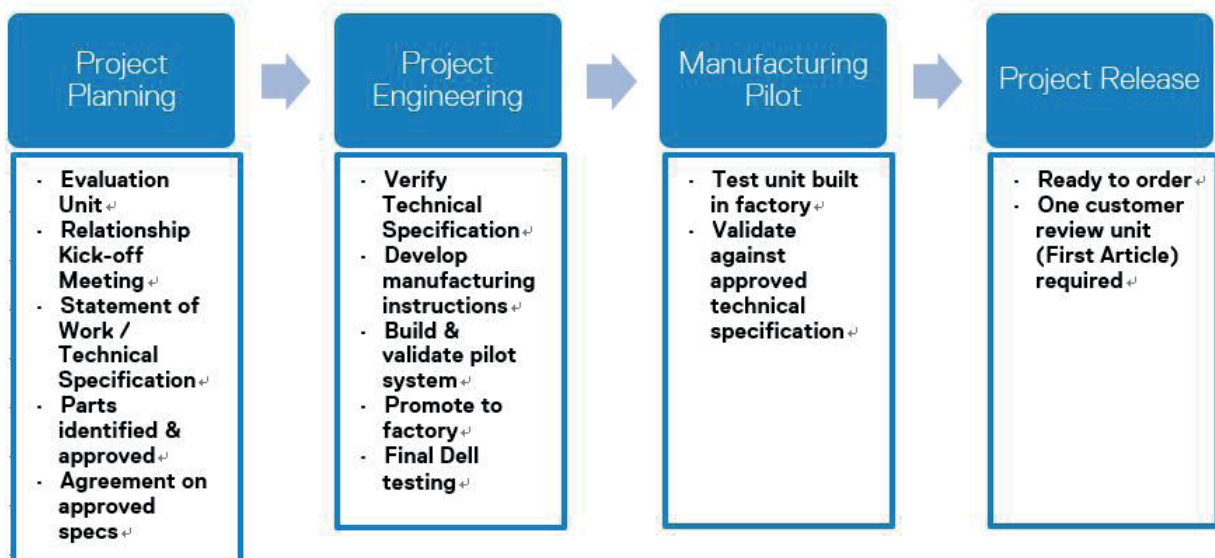 Project
Planning
· Evaluation
Unit
· Relationship
Kick-off
Meeting
· Statement of
Work /
Technical
Specification
· Parts
identified &
approved
· Agreement on
approved
specs
Project
Engineering
· Verify
Technical
Specification
· Develop
manufacturing
instructions
· Build &
validate pilot
system
· Promote to
factory
· Final Dell
testing
Manufacturing
Pilot
· Test unit built
in factory
· Validate
against
approved
technical
specification
Project Release
· Ready to order
· One customer
review unit
(First Article)
required